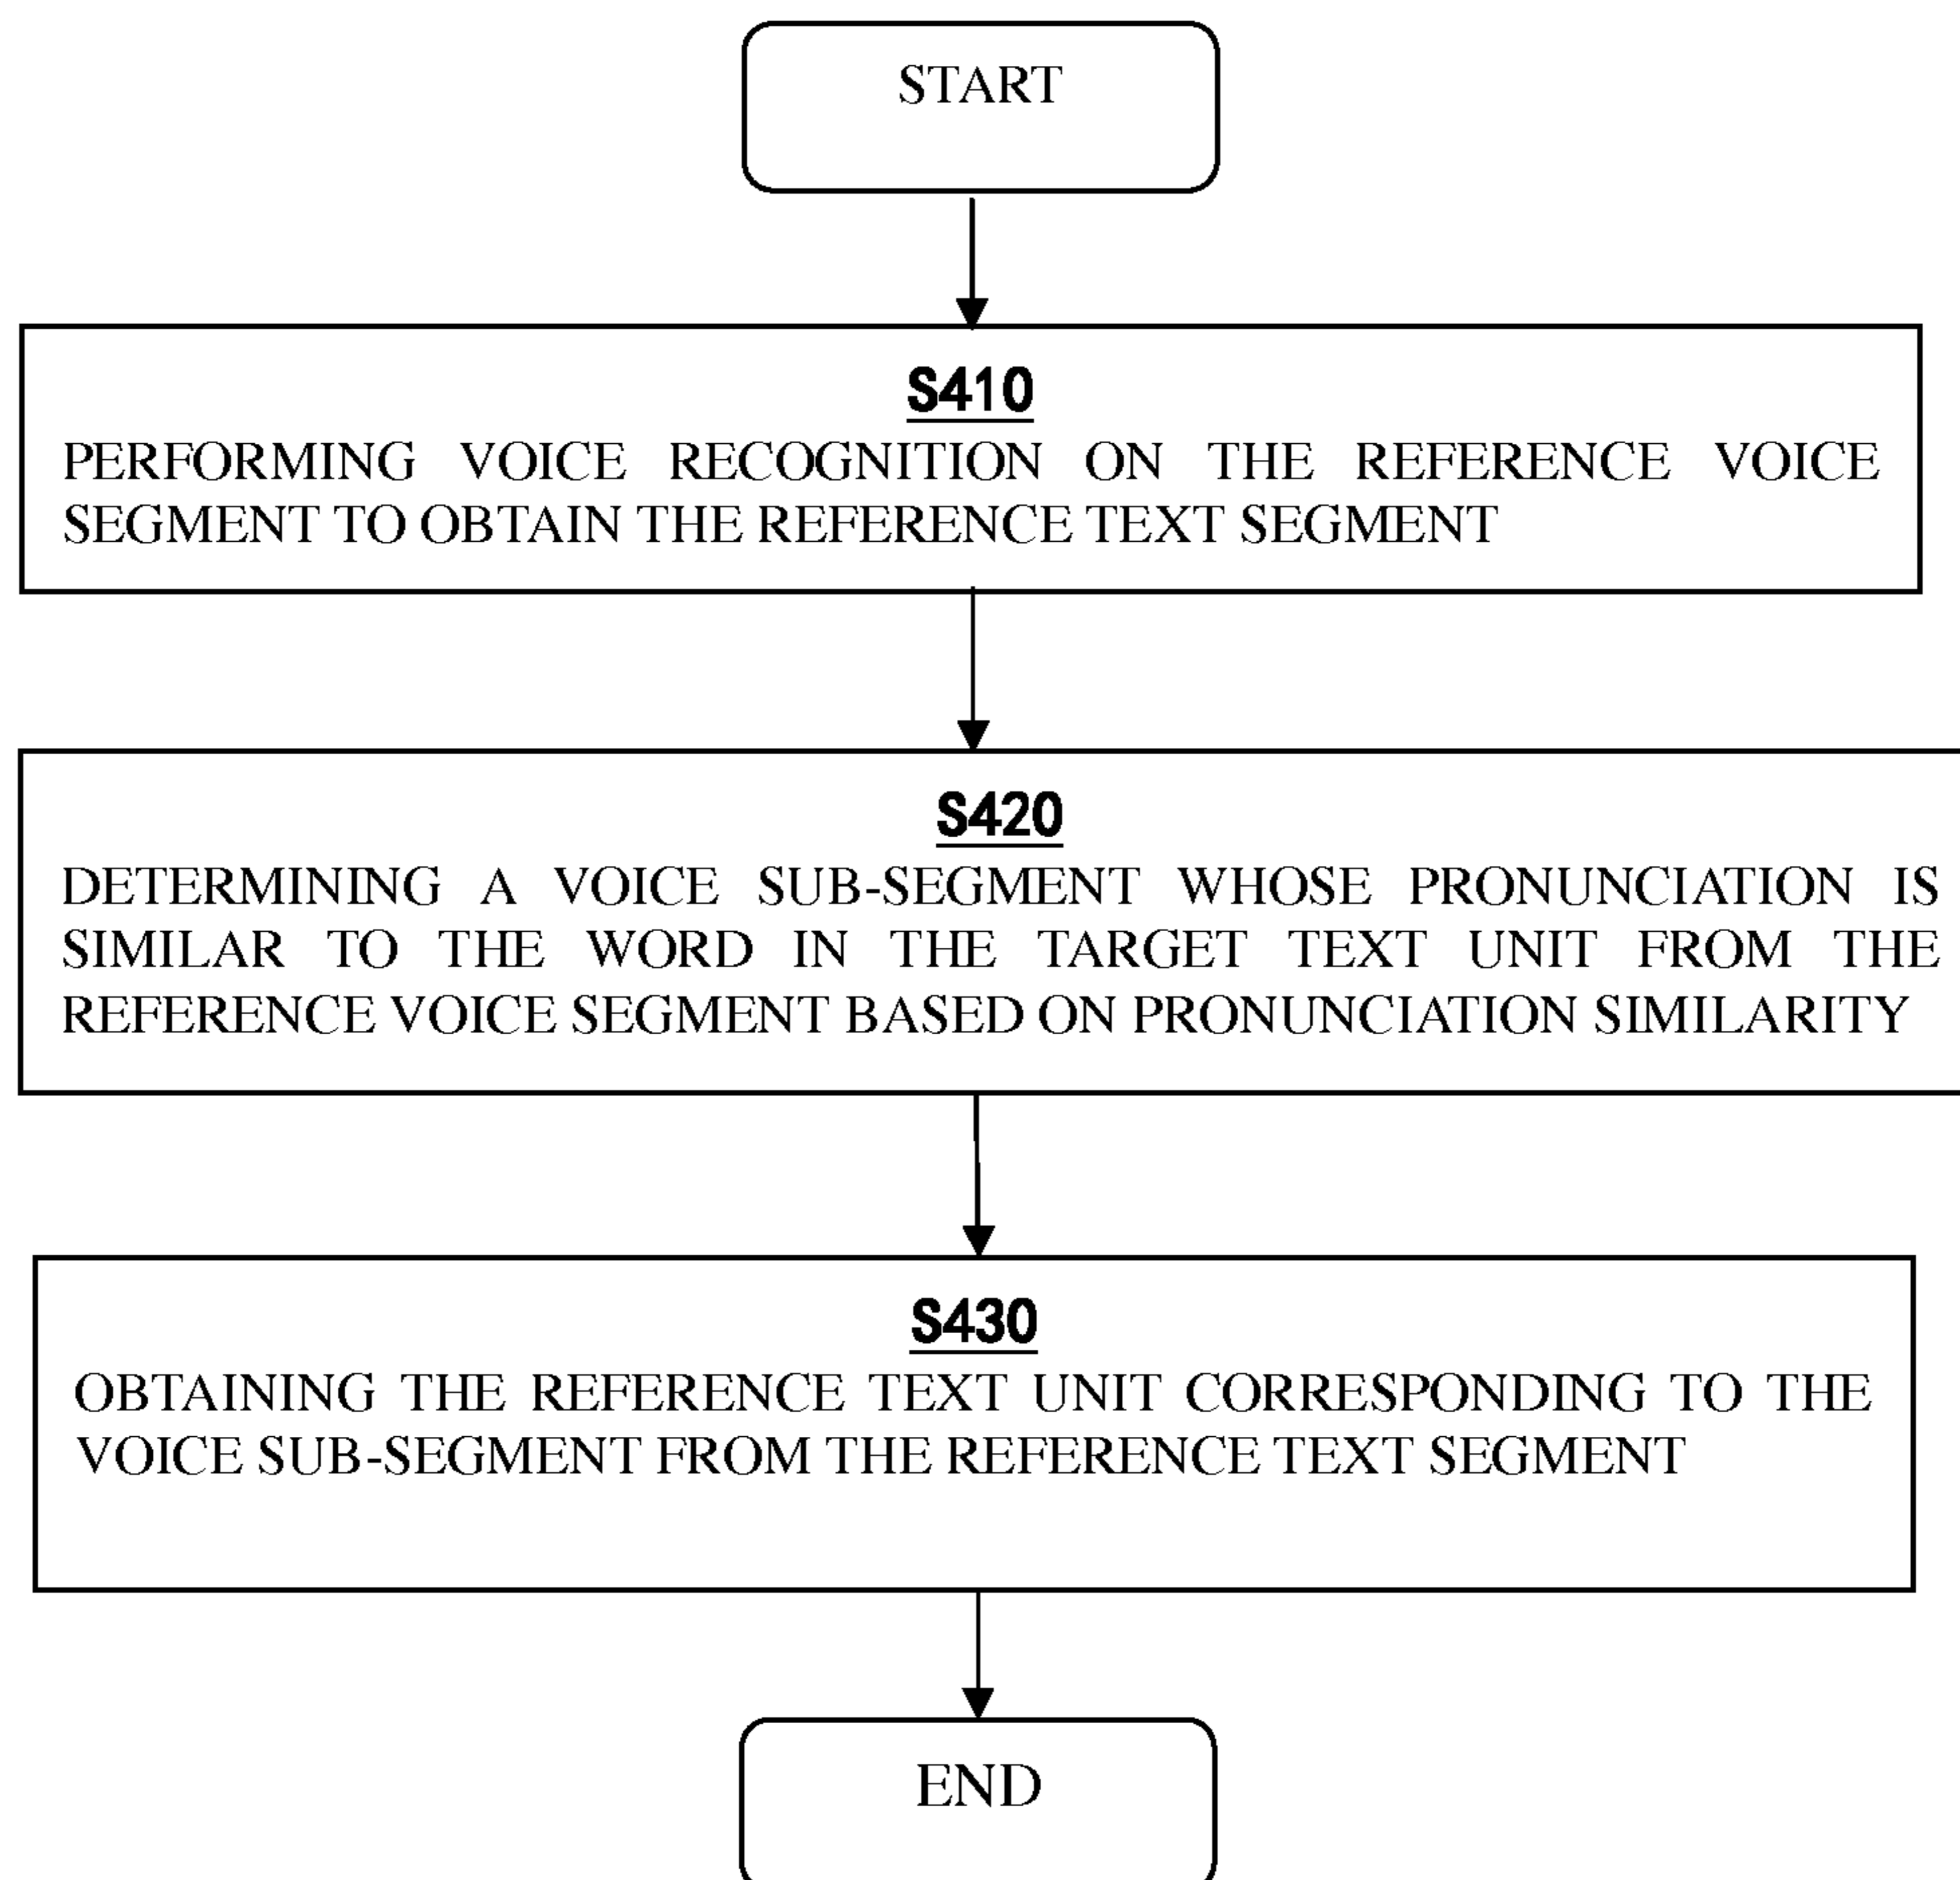 START
S410
PERFORMING VOICE RECOGNITION ON THE REFERENCE VOICE
SEGMENT TO OBTAIN THE REFERENCE TEXT SEGMENT
S420
DETERMINING A VOICE SUB-SEGMENT WHOSE PRONUNCIATION IS
SIMILAR TO THE WORD IN THE TARGET TEXT UNIT FROM THE
REFERENCE VOICE SEGMENT BASED ON PRONUNCIATION SIMILARITY
S430
OBTAINING THE REFERENCE TEXT UNIT CORRESPONDING TO THE
VOICE SUB-SEGMENT FROM THE REFERENCE TEXT SEGMENT
END